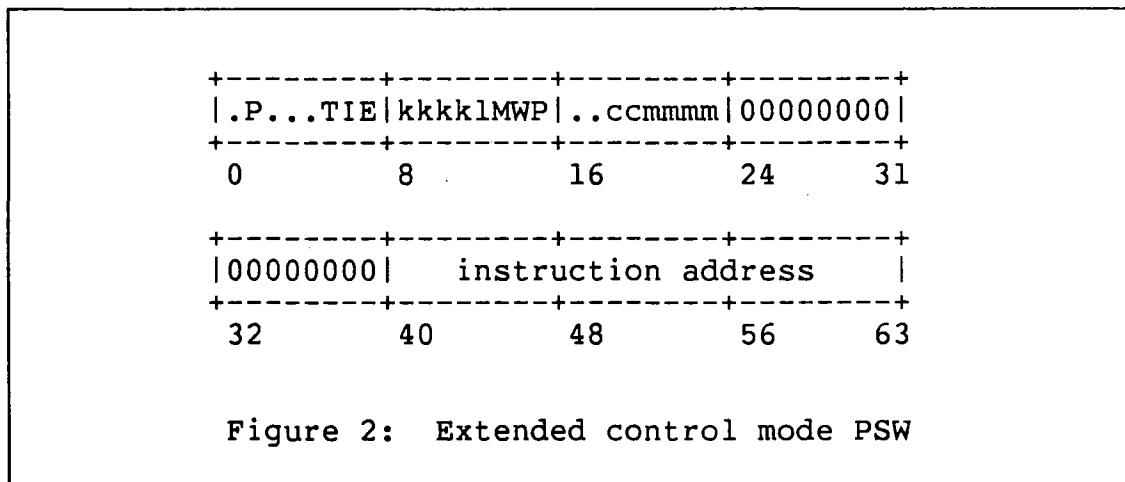 +--------+--------+--------+--------+
|.P...TIE|kkkk1MWP|..ccmmmm|00000000|
+--------+--------+--------+--------+
0 8 16 24 31
+--------+--------+--------+--------+
|00000000| instruction address |
+--------+--------+--------+--------+
32 40 48 56 63
Figure 2: Extended control mode PSW